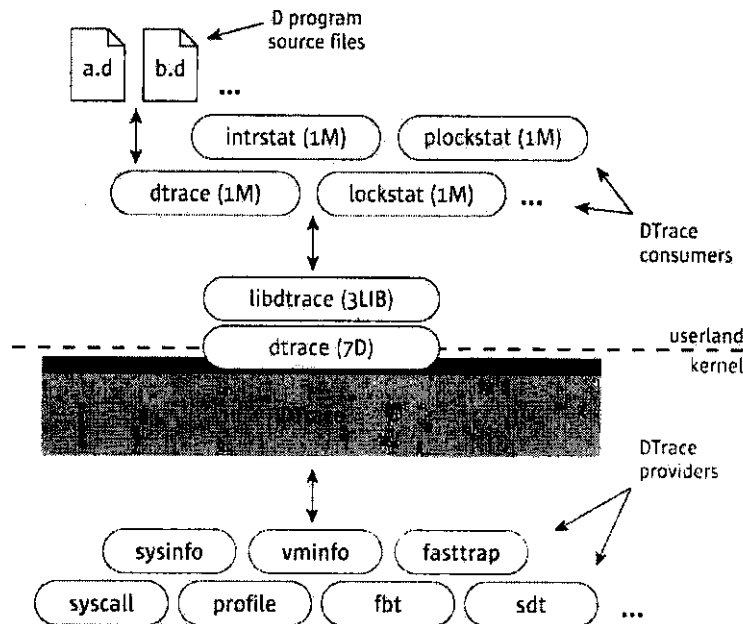 D program
source files
a.d b.d ...
intrstat (1M) plockstat (1M)
dtrace (1M) lockstat (1M) ...
DTrace
consumers
libdtrace (3LIB)
dtrace (7D)
userland
kernel
DTrace
providers
sysinfo vminfo fasttrap
syscall profile fbt sdt ...